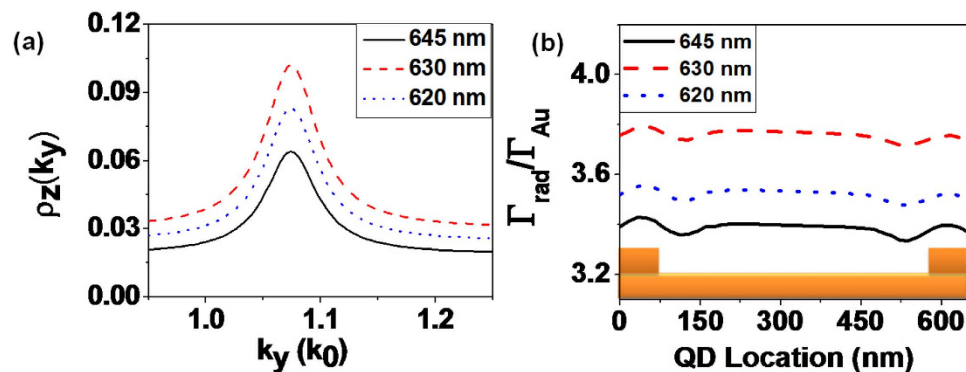 (a)
0.12
0.09
0.06
0.03
0.00
ρz(ky)
645 nm
630 nm
620 nm
1.0 1.1 1.2
ky (k0)
(b)
4.0
3.6
3.2
Γrad/ΓAu
645 nm
630 nm
620 nm
0 150 300 450 600
QD Location (nm)